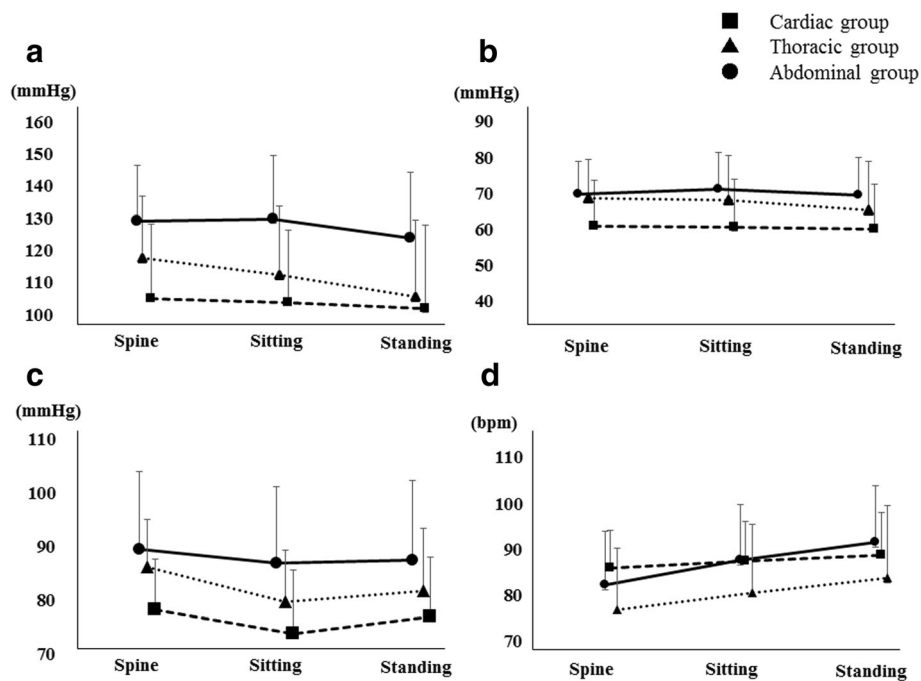 Cardiac group
Thoracic group
Abdominal group
a
(mmHg)
160
150
140
130
120
110
100
Spine Sitting Standing
b
(mmHg)
90
80
70
60
50
40
Spine Sitting Standing
c
(mmHg)
110
100
90
80
70
Spine Sitting Standing
d
(bpm)
110
100
90
80
70
Spine Sitting Standing